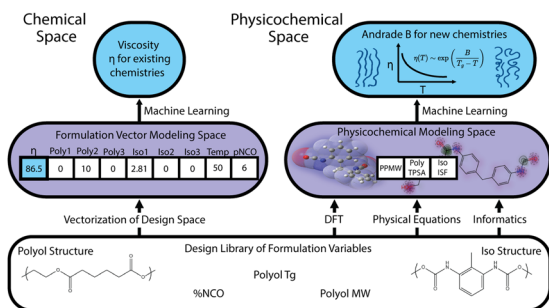 Chemical
Space
Physicochemical
Space
Viscosity
η for existing
chemistries
Andrade B for new chemistries
η
η(T) ~ exp ( B / T_g − T )
T
Machine Learning
Machine Learning
Formulation Vector Modeling Space
η Poly1 Poly2 Poly3 Iso1 Iso2 Iso3 Temp pNCO
86.5 0 10 0 2.81 0 0 50 6
Physicochemical Modeling Space
PPMW Poly TPSA Iso ISF
Vectorization of Design Space
DFT
Physical Equations
Informatics
Design Library of Formulation Variables
Polyol Structure
Iso Structure
Polyol Tg
%NCO
Polyol MW